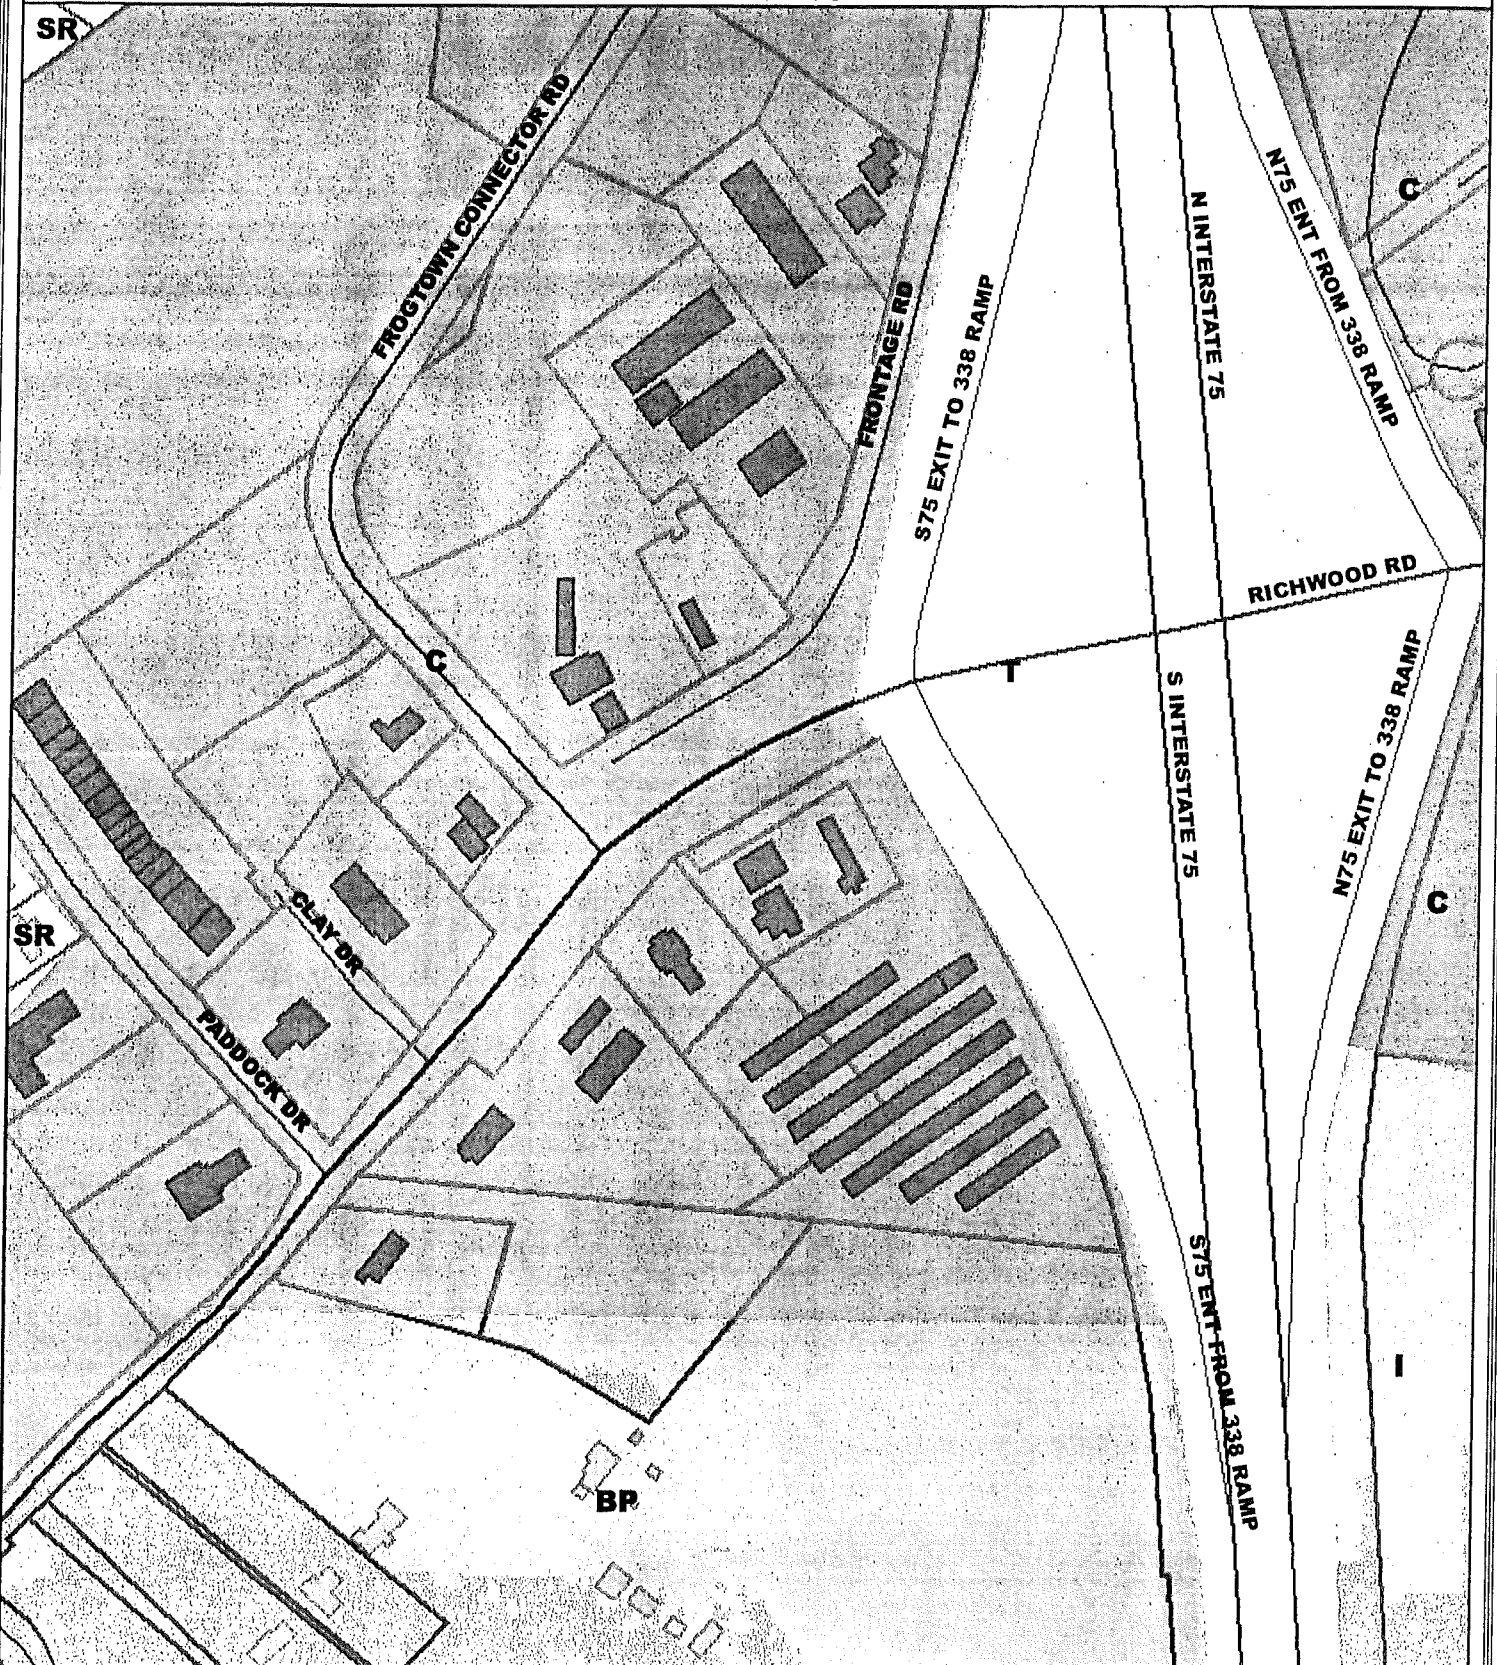 SR
FROGTOWN CONNECTOR RD
C
N75 ENT FROM 338 RAMP
N INTERSTATE 75
FRONTAGE RD
S75 EXIT TO 338 RAMP
RICHWOOD RD
C
T
S INTERSTATE 75
N75 EXIT TO 338 RAMP
CLAY DR
C
SR
PADDOCK DR
S75 ENT FROM 338 RAMP
I
BP